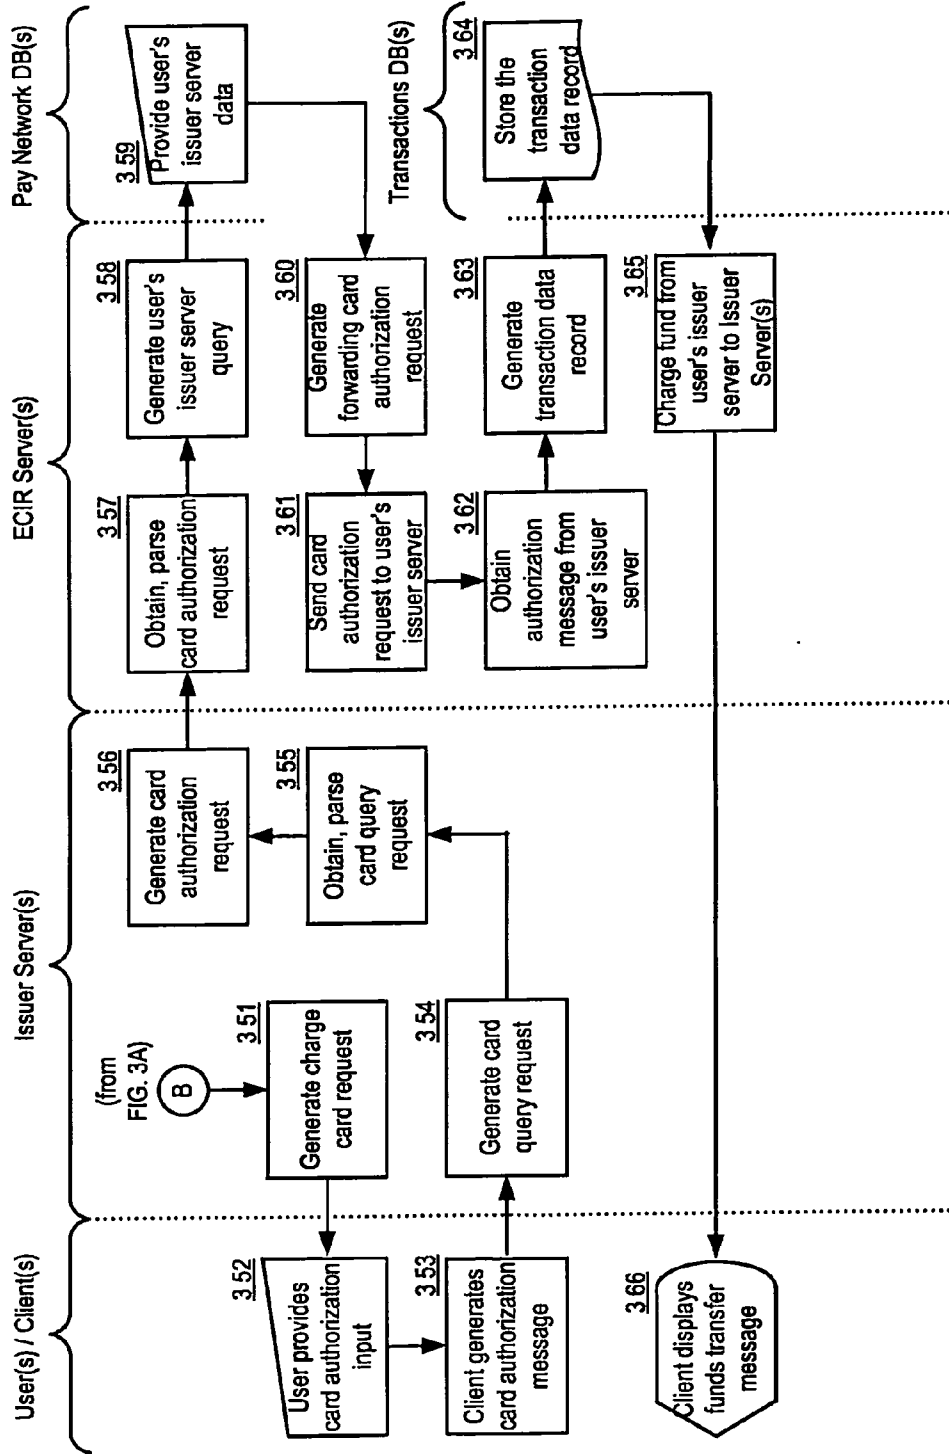 User(s) / Client(s)
Issuer Server(s)
ECIR Server(s)
Pay Network DB(s)
(from
FIG. 3A)
B
3 51
Generate charge
card request
3 52
User provides
card authorization
input
3 53
Client generates
card authorization
message
3 54
Generate card
query request
3 55
Obtain, parse
card query
request
3 56
Generate card
authorization
request
3 57
Obtain, parse
card authorization
request
3 58
Generate user's
issuer server
query
3 59
Provide user's
issuer server
data
3 60
Generate
forwarding card
authorization
request
3 61
Send card
authorization
request to user's
issuer server
3 62
Obtain
authorization
message from
user's issuer
server
3 63
Generate
transaction data
record
Transactions DB(s)
3 64
Store the
transaction
data record
3 65
Charge fund from
user's issuer
server to Issuer
Server(s)
3 66
Client displays
funds transfer
message